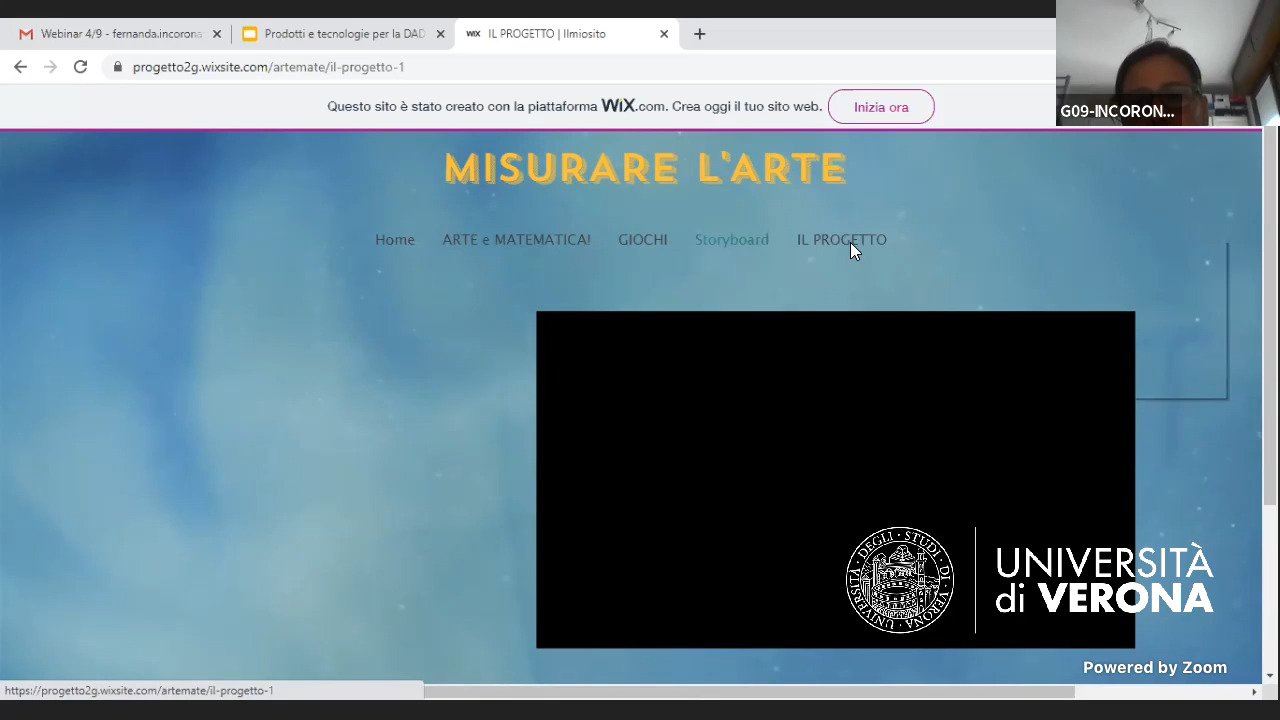 Webinar 4/9 - fernanda.incorona
Prodotti e tecnologie per la DAD
WIX IL PROGETTO | Ilmiosito
progetto2g.wixsite.com/artemate/il-progetto-1
G09-INCORON...
Questo sito è stato creato con la piattaforma WiX.com. Crea oggi il tuo sito web. Inizia ora
MISURARE L'ARTE
Home ARTE e MATEMATICA! GIOCHI Storyboard IL PROGETTO
UNIVERSITÀ
di VERONA
Powered by Zoom
https://progetto2g.wixsite.com/artemate/il-progetto-1